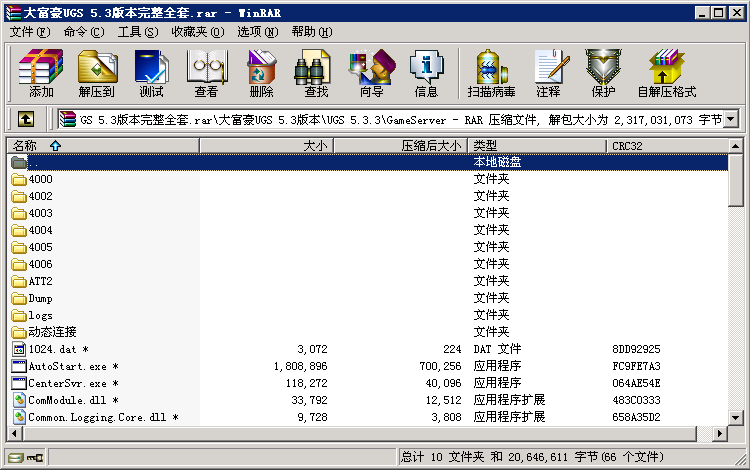 大富豪UGS 5.3版本完整全套.rar - WinRAR
文件(F) 命令(C) 工具(S) 收藏夹(O) 选项(N) 帮助(H)
添加 解压到 测试 查看 删除 查找 向导 信息 扫描病毒 注释 保护 自解压格式
GS 5.3版本完整全套.rar\大富豪UGS 5.3版本\UGS 5.3.3\GameServer - RAR 压缩文件, 解包大小为 2,317,031,073 字节
名称 大小 压缩后大小 类型 CRC32
.. 本地磁盘
4000 文件夹
4002 文件夹
4003 文件夹
4004 文件夹
4005 文件夹
4006 文件夹
ATT2 文件夹
Dump 文件夹
logs 文件夹
动态连接 文件夹
1024.dat * 3,072 224 DAT 文件 8DD92925
AutoStart.exe * 1,808,896 700,256 应用程序 FC9FE7A3
CenterSvr.exe * 118,272 40,096 应用程序 064AE54E
ComModule.dll * 33,792 12,512 应用程序扩展 483C0333
Common.Logging.Core.dll * 9,728 3,808 应用程序扩展 658A35D2
总计 10 文件夹 和 20,646,611 字节(66 个文件)